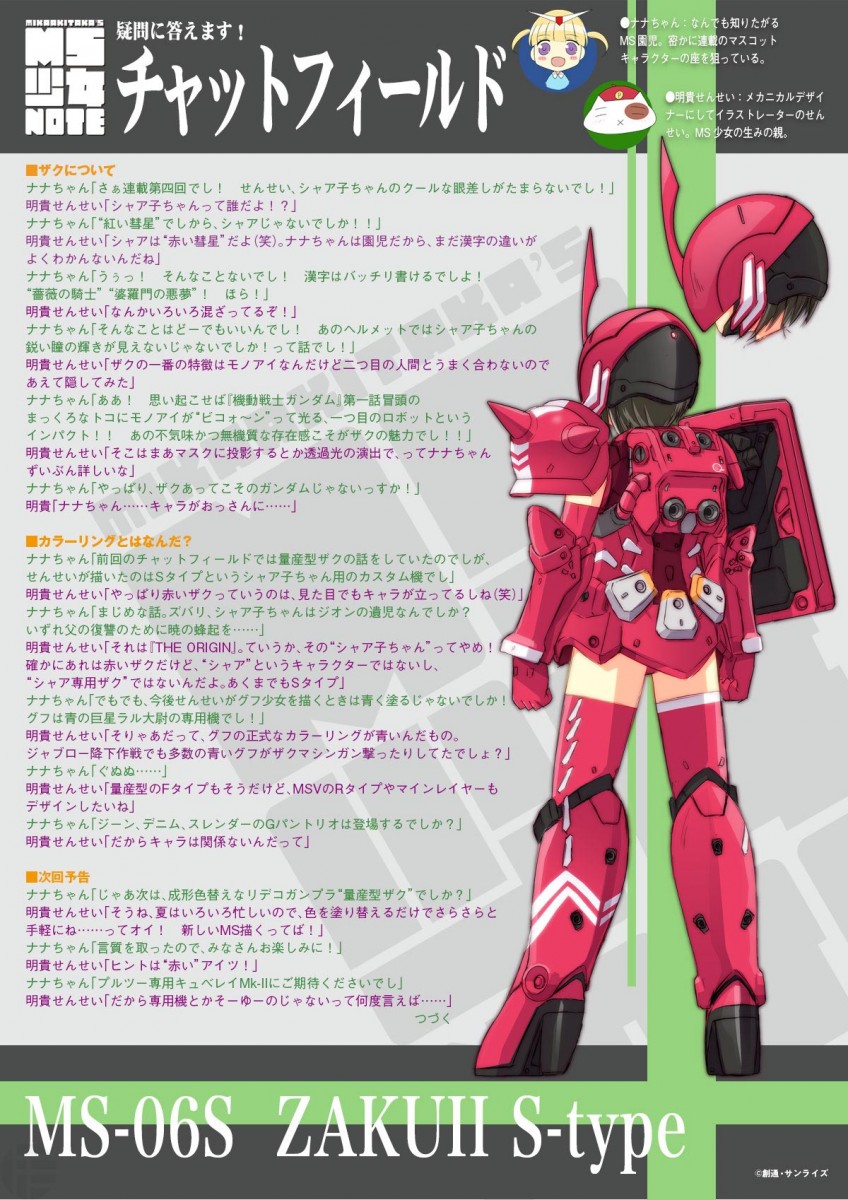 MIKAKITAKA'S
MS少女
NOTE
疑問に答えます！
チャットフィールド
●ナナちゃん：なんでも知りたがる
MS園児。密かに連載のマスコット
キャラクターの座を狙っている。
●明貴せんせい：メカニカルデザイ
ナーにしてイラストレーターのせん
せい。MS少女の生みの親。
■ザクについて
ナナちゃん「さぁ連載第四回でし！　せんせい、シャア子ちゃんのクールな眼差しがたまらないでし！」
明貴せんせい「シャア子ちゃんって誰だよ！？」
ナナちゃん「“紅い彗星”でしから、シャアじゃないでしか！！」
明貴せんせい「シャアは“赤い彗星”だよ（笑）。ナナちゃんは園児だから、まだ漢字の違いが
よくわかんないんだね」
ナナちゃん「うぅっ！　そんなことないでし！　漢字はバッチリ書けるでしよ！
“薔薇の騎士”“婆羅門の悪夢”！　ほら！」
明貴せんせい「なんかいろいろ混ざってるぞ！」
ナナちゃん「そんなことはどーでもいいんでし！　あのヘルメットではシャア子ちゃんの
鋭い瞳の輝きが見えないじゃないでしか！って話でし！」
明貴せんせい「ザクの一番の特徴はモノアイなんだけど二つ目の人間とうまく合わないので
あえて隠してみた」
ナナちゃん「ああ！　思い起こせば『機動戦士ガンダム』第一話冒頭の
まっくろなトコにモノアイが“ビコォ〜ン”って光る、一つ目のロボットという
インパクト！！　あの不気味かつ無機質な存在感こそがザクの魅力でし！！」
明貴せんせい「そこはまあマスクに投影するとか透過光の演出で、ってナナちゃん
ずいぶん詳しいな」
ナナちゃん「やっぱり、ザクあってこそのガンダムじゃないっすか！」
明貴「ナナちゃん……キャラがおっさんに……」
■カラーリングとはなんだ？
ナナちゃん「前回のチャットフィールドでは量産型ザクの話をしていたのでしが、
せんせいが描いたのはSタイプというシャア子ちゃん用のカスタム機でし」
明貴せんせい「やっぱり赤いザクっていうのは、見た目でもキャラが立ってるしね（笑）」
ナナちゃん「まじめな話。ズバリ、シャア子ちゃんはジオンの遺児なんでしか？
いずれ父の復讐のために暁の蜂起を……」
明貴せんせい「それは『THE ORIGIN』。ていうか、その“シャア子ちゃん”ってやめ！
確かにあれは赤いザクだけど、“シャア”というキャラクターではないし、
“シャア専用ザク”ではないんだよ。あくまでもSタイプ」
ナナちゃん「でもでも、今後せんせいがグフ少女を描くときは青く塗るじゃないでしか！
グフは青の巨星ラル大尉の専用機でし！」
明貴せんせい「そりゃあだって、グフの正式なカラーリングが青いんだもの。
ジャブロー降下作戦でも多数の青いグフがザクマシンガン撃ったりしてたでしょ？」
ナナちゃん「ぐぬぬ……」
明貴せんせい「量産型のFタイプもそうだけど、MSVのRタイプやマインレイヤーも
デザインしたいね」
ナナちゃん「ジーン、デニム、スレンダーのGパントリオは登場するでしか？」
明貴せんせい「だからキャラは関係ないんだって」
■次回予告
ナナちゃん「じゃあ次は、成形色替えなリデコガンプラ“量産型ザク”でしか？」
明貴せんせい「そうね、夏はいろいろ忙しいので、色を塗り替えるだけでさらさらと
手軽にね……ってオイ！　新しいMS描くってば！」
ナナちゃん「言質を取ったので、みなさんお楽しみに！」
明貴せんせい「ヒントは“赤い”アイツ！」
ナナちゃん「プルツー専用キュベレイMk-IIにご期待くださいでし」
明貴せんせい「だから専用機とかそーゆーのじゃないって何度言えば……」
つづく
MS-06S　ZAKUII S-type
©創通・サンライズ